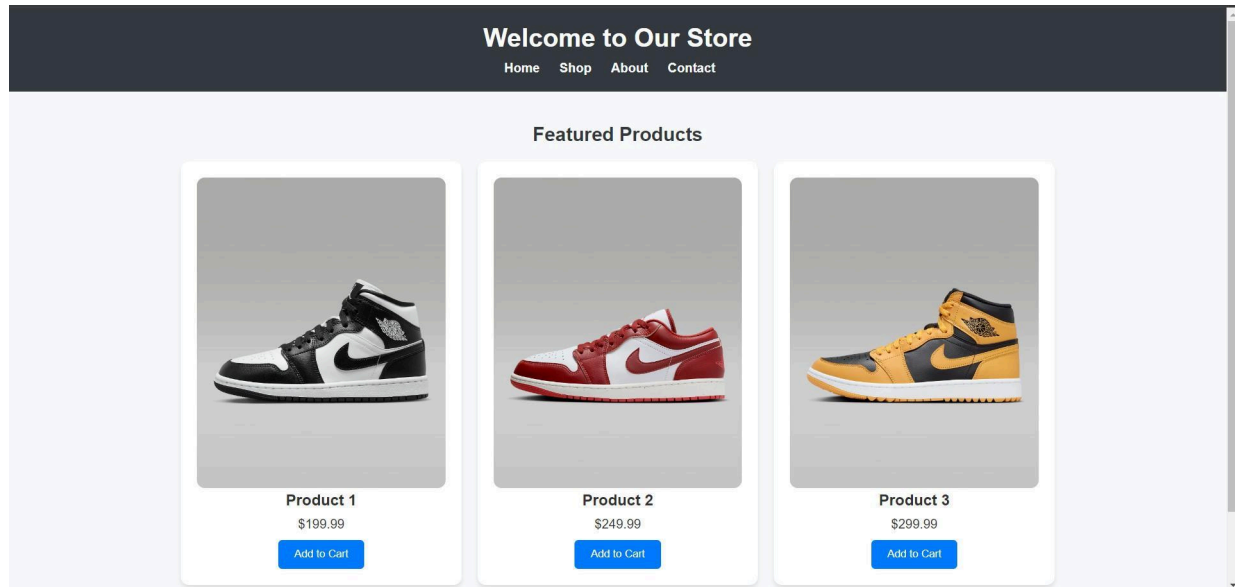 Welcome to Our Store
Home Shop About Contact
Featured Products
Product 1
$199.99
Add to Cart
Product 2
$249.99
Add to Cart
Product 3
$299.99
Add to Cart